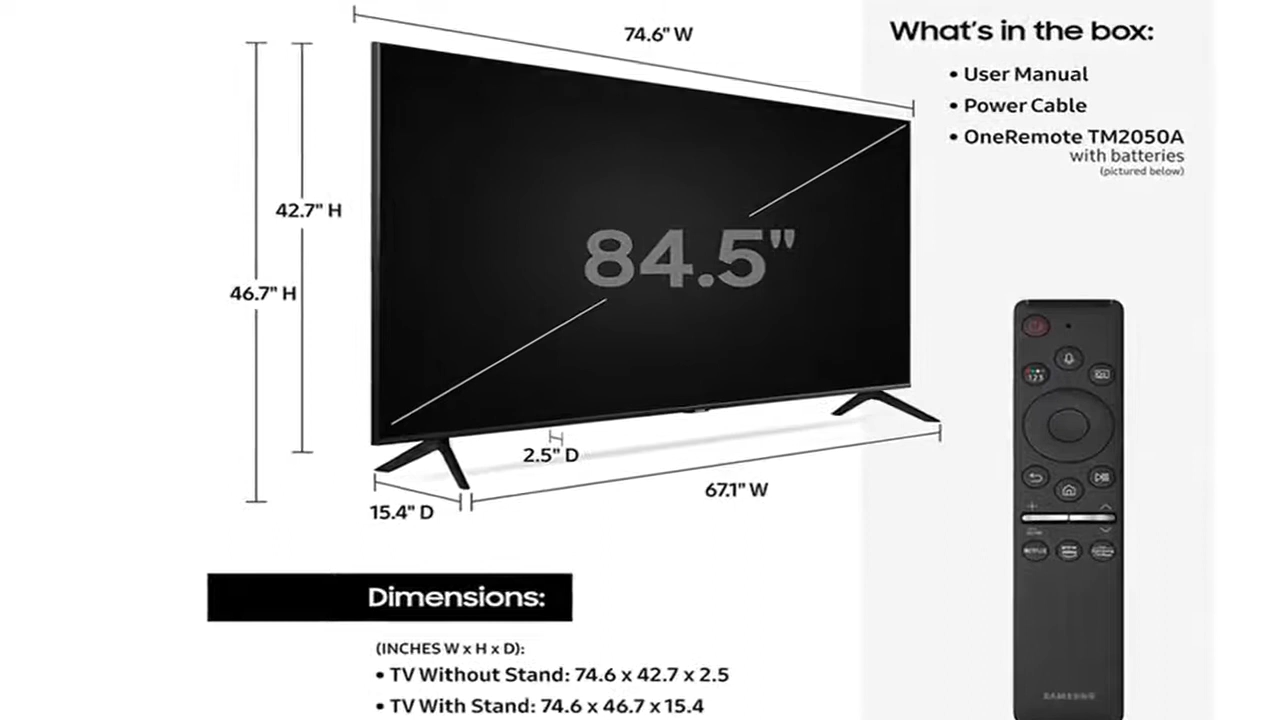 74.6" W
What's in the box:
• User Manual
• Power Cable
• OneRemote TM2050A
with batteries
(pictured below)
42.7" H
84.5"
46.7" H
2.5" D
67.1" W
15.4" D
123
NETFLIX
SAMSUNG
Dimensions:
(INCHES W x H x D):
• TV Without Stand: 74.6 x 42.7 x 2.5
• TV With Stand: 74.6 x 46.7 x 15.4